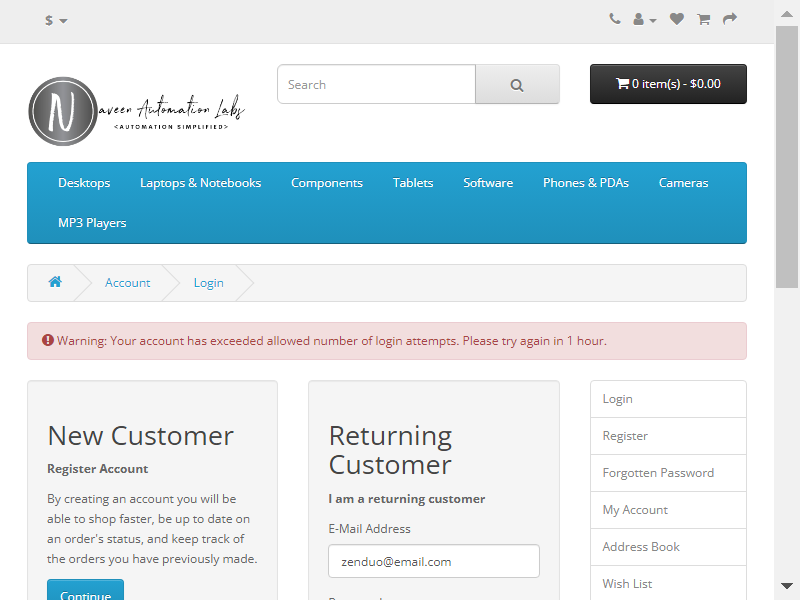 $
Search
0 item(s) - $0.00
N
aveen Automation Labs
<AUTOMATION SIMPLIFIED>
Desktops
Laptops & Notebooks
Components
Tablets
Software
Phones & PDAs
Cameras
MP3 Players
Account
Login
Warning: Your account has exceeded allowed number of login attempts. Please try again in 1 hour.
New Customer
Register Account
By creating an account you will be
able to shop faster, be up to date on
an order's status, and keep track of
the orders you have previously made.
Continue
Returning
Customer
I am a returning customer
E-Mail Address
zenduo@email.com
Login
Register
Forgotten Password
My Account
Address Book
Wish List